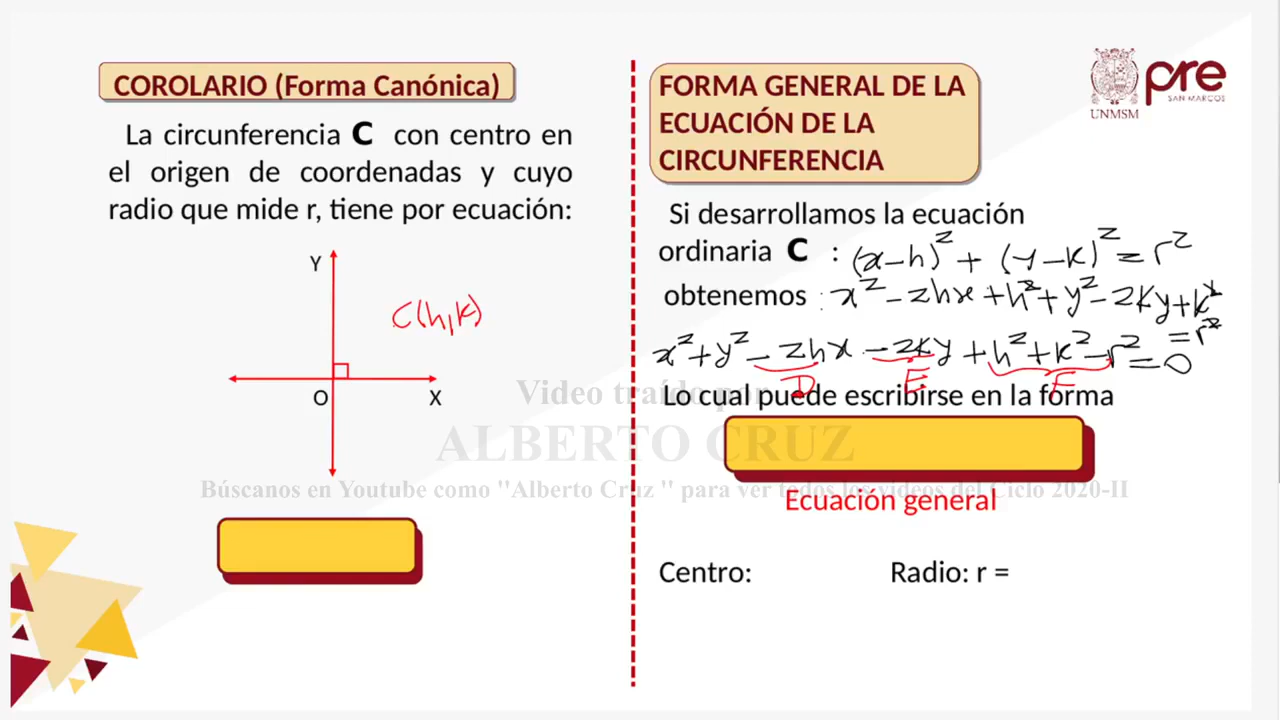 COROLARIO (Forma Canónica)
La circunferencia C con centro en
el origen de coordenadas y cuyo
radio que mide r, tiene por ecuación:
Y
C(h,k)
O
X
FORMA GENERAL DE LA
ECUACIÓN DE LA
CIRCUNFERENCIA
UNMSM
pre
SAN MARCOS
Si desarrollamos la ecuación
ordinaria C : (x-h)² + (y-k)² = r²
obtenemos : x² - 2hx + h² + y² - 2ky + k²
= r²
x² + y² - 2hx - 2ky + h² + k² - r² = 0
D E F
Lo cual puede escribirse en la forma
Ecuación general
Centro:
Radio: r =
Video traído por
ALBERTO CRUZ
Búscanos en Youtube como "Alberto Cruz " para ver todos los videos del Ciclo 2020-II